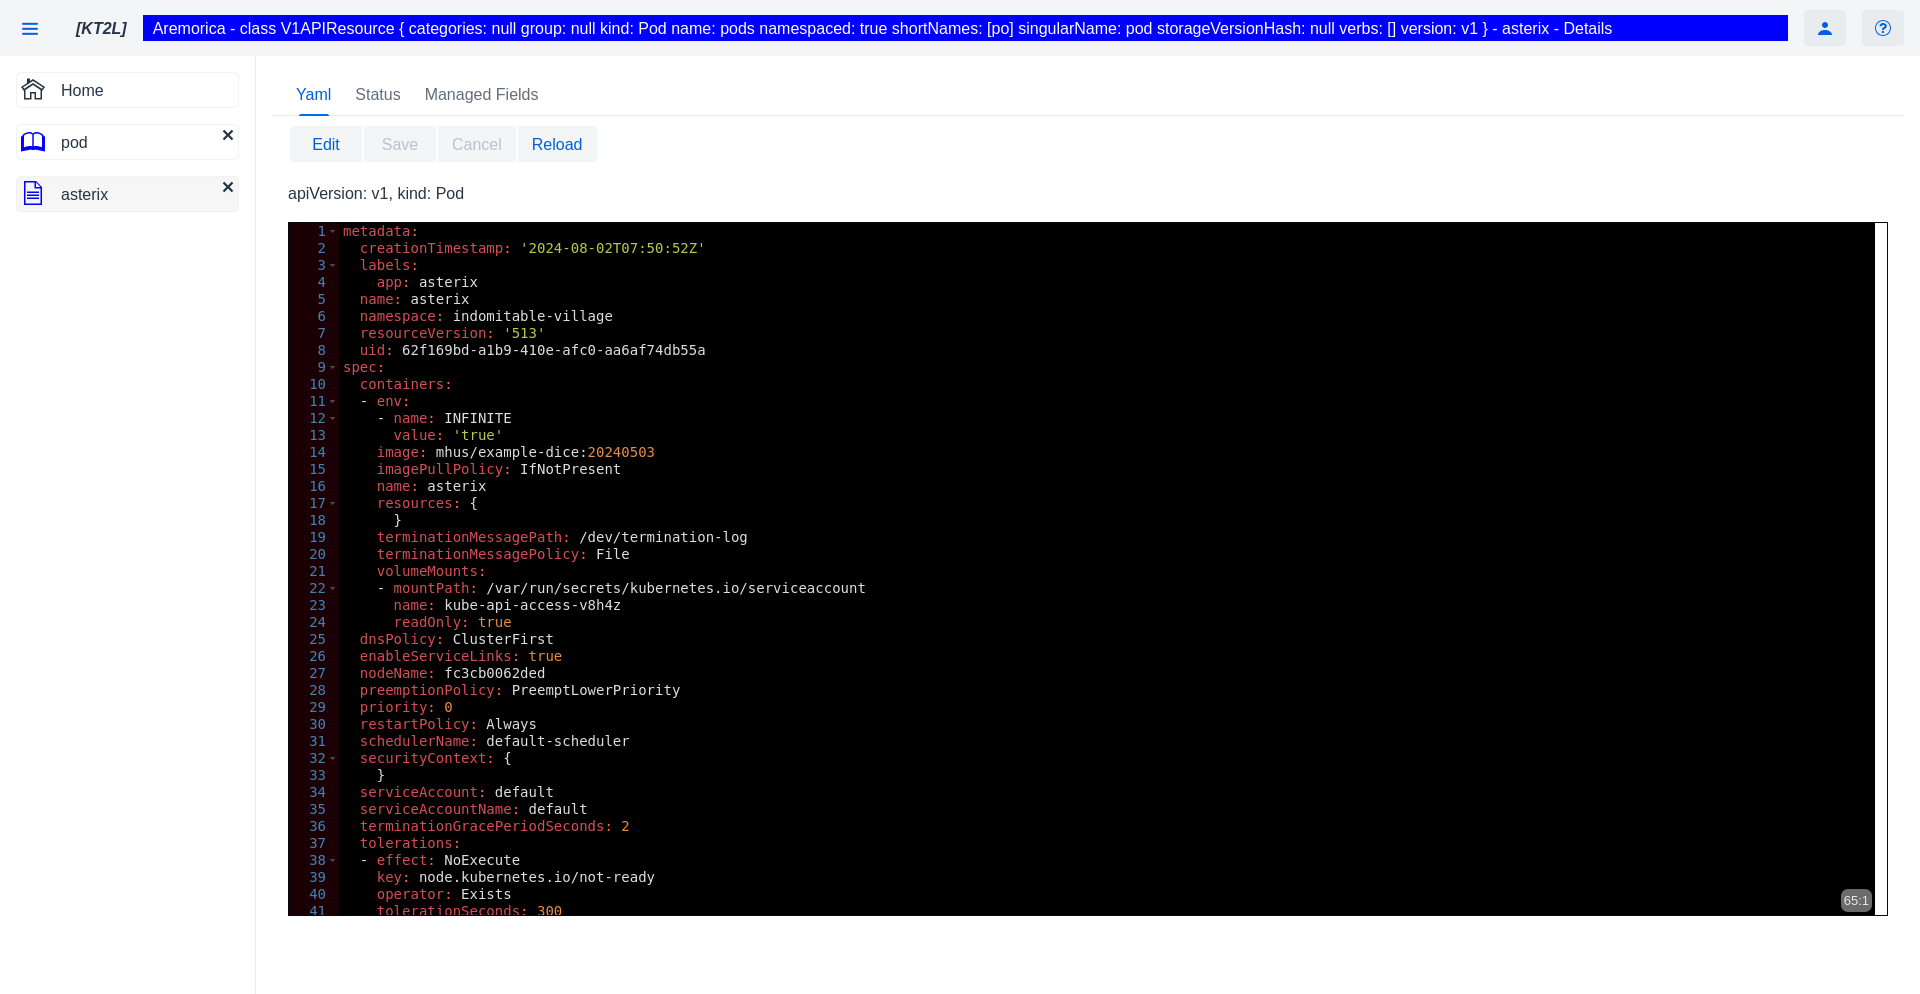 [KT2L] Aremorica - class V1APIResource { categories: null group: null kind: Pod name: pods namespaced: true shortNames: [po] singularName: pod storageVersionHash: null verbs: [] version: v1 } - asterix - Details
Home
pod
asterix
Yaml Status Managed Fields
Edit Save Cancel Reload
apiVersion: v1, kind: Pod
1 metadata:
2 creationTimestamp: '2024-08-02T07:50:52Z'
3 labels:
4 app: asterix
5 name: asterix
6 namespace: indomitable-village
7 resourceVersion: '513'
8 uid: 62f169bd-a1b9-410e-afc0-aa6af74db55a
9 spec:
10 containers:
11 - env:
12 - name: INFINITE
13 value: 'true'
14 image: mhus/example-dice:20240503
15 imagePullPolicy: IfNotPresent
16 name: asterix
17 resources: {
18 }
19 terminationMessagePath: /dev/termination-log
20 terminationMessagePolicy: File
21 volumeMounts:
22 - mountPath: /var/run/secrets/kubernetes.io/serviceaccount
23 name: kube-api-access-v8h4z
24 readOnly: true
25 dnsPolicy: ClusterFirst
26 enableServiceLinks: true
27 nodeName: fc3cb0062ded
28 preemptionPolicy: PreemptLowerPriority
29 priority: 0
30 restartPolicy: Always
31 schedulerName: default-scheduler
32 securityContext: {
33 }
34 serviceAccount: default
35 serviceAccountName: default
36 terminationGracePeriodSeconds: 2
37 tolerations:
38 - effect: NoExecute
39 key: node.kubernetes.io/not-ready
40 operator: Exists
41 tolerationSeconds: 300
65:1